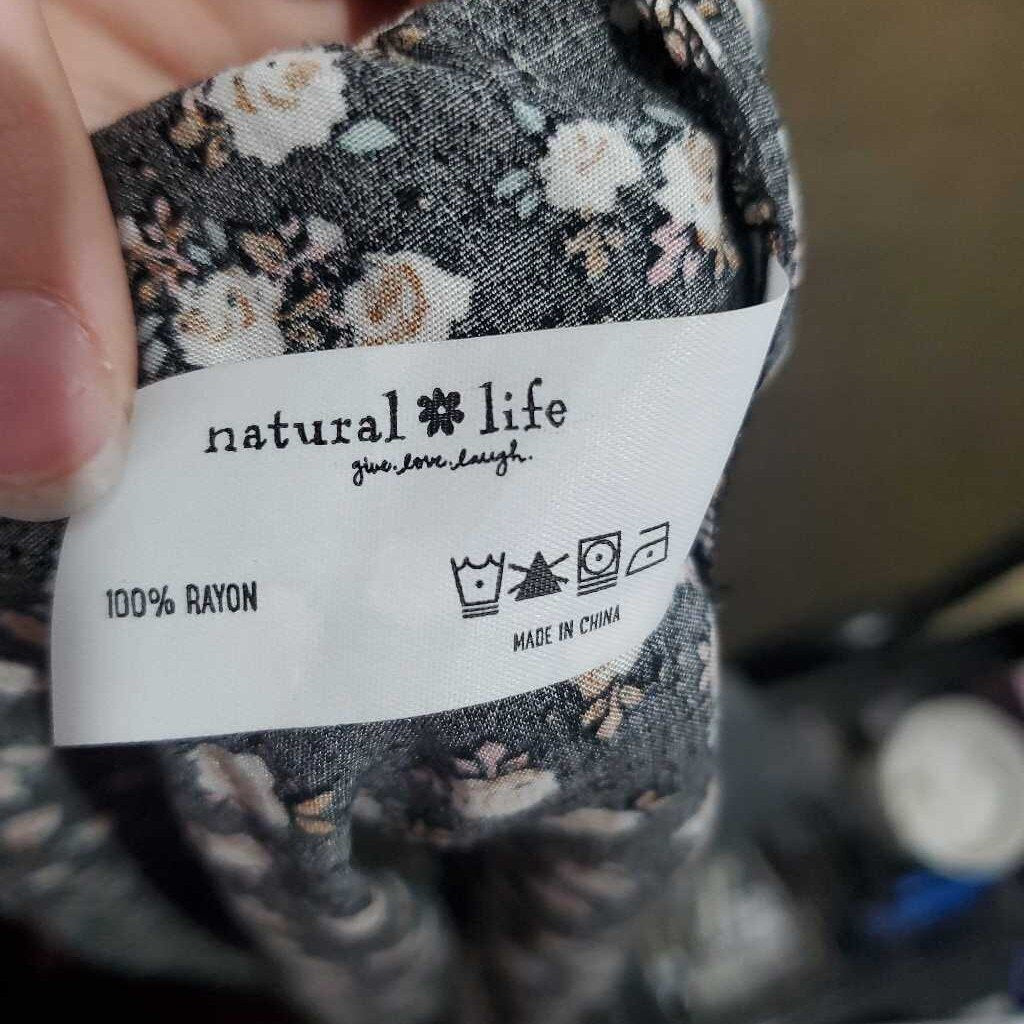 natural life
give.love.laugh.
100% RAYON
MADE IN CHINA